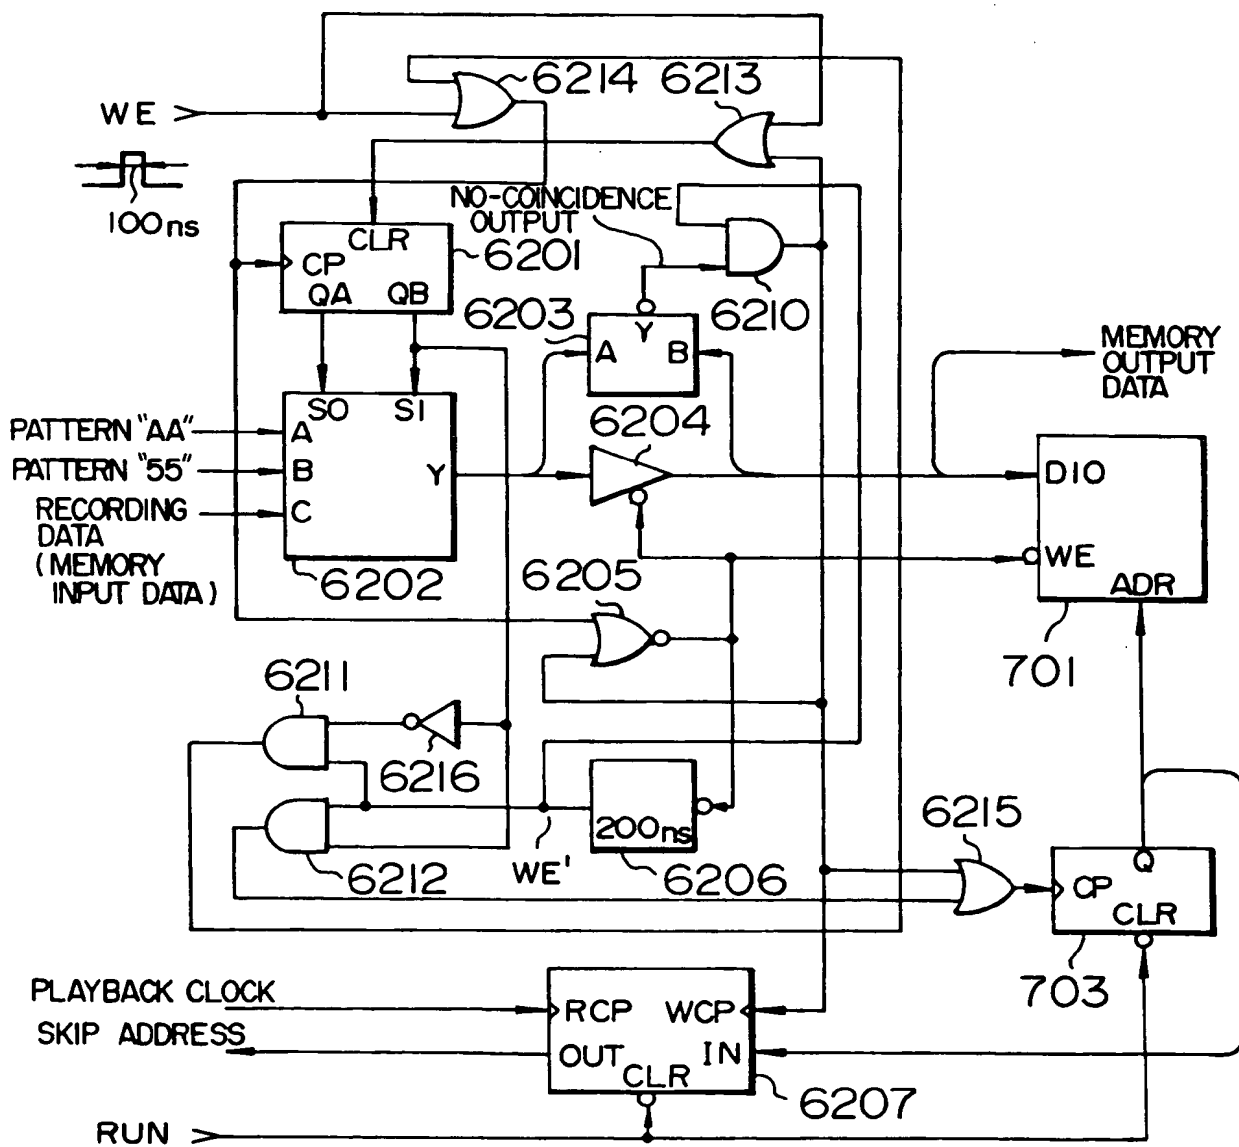 6214
6213
WE
100ns
NO-COINCIDENCE
OUTPUT
CLR
6201
CP
QA QB
6210
6203
Y
A B
MEMORY
OUTPUT
DATA
S0 S1
6204
PATTERN "AA"
A
PATTERN "55"
B
Y
DIO
RECORDING
DATA
(MEMORY
INPUT DATA)
C
6202
6205
WE
ADR
701
6211
6216
200ns
6215
6212
WE'
6206
Q
CP
CLR
703
PLAYBACK CLOCK
RCP WCP
SKIP ADDRESS
OUT IN
CLR
6207
RUN